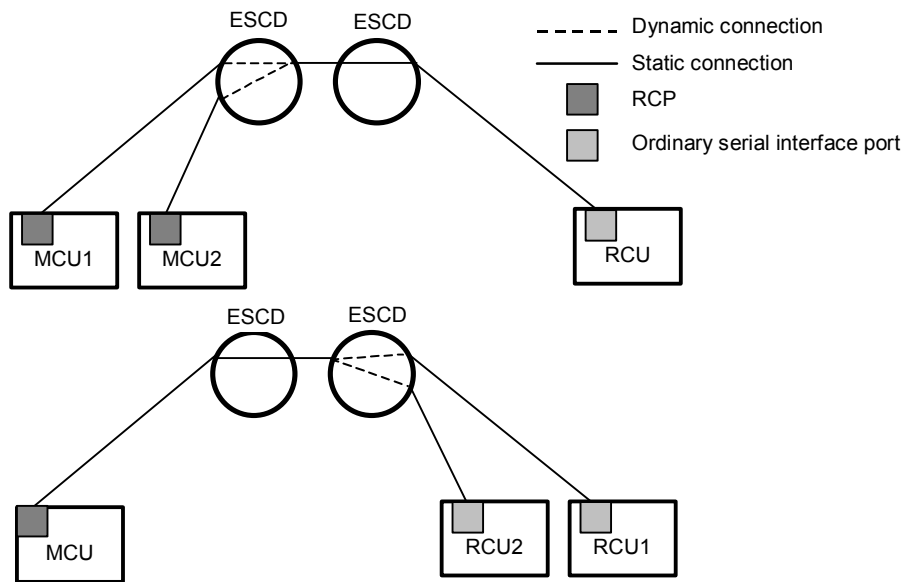 ESCD
ESCD
Dynamic connection
Static connection
RCP
Ordinary serial interface port
MCU1
MCU2
RCU
ESCD
ESCD
MCU
RCU2
RCU1